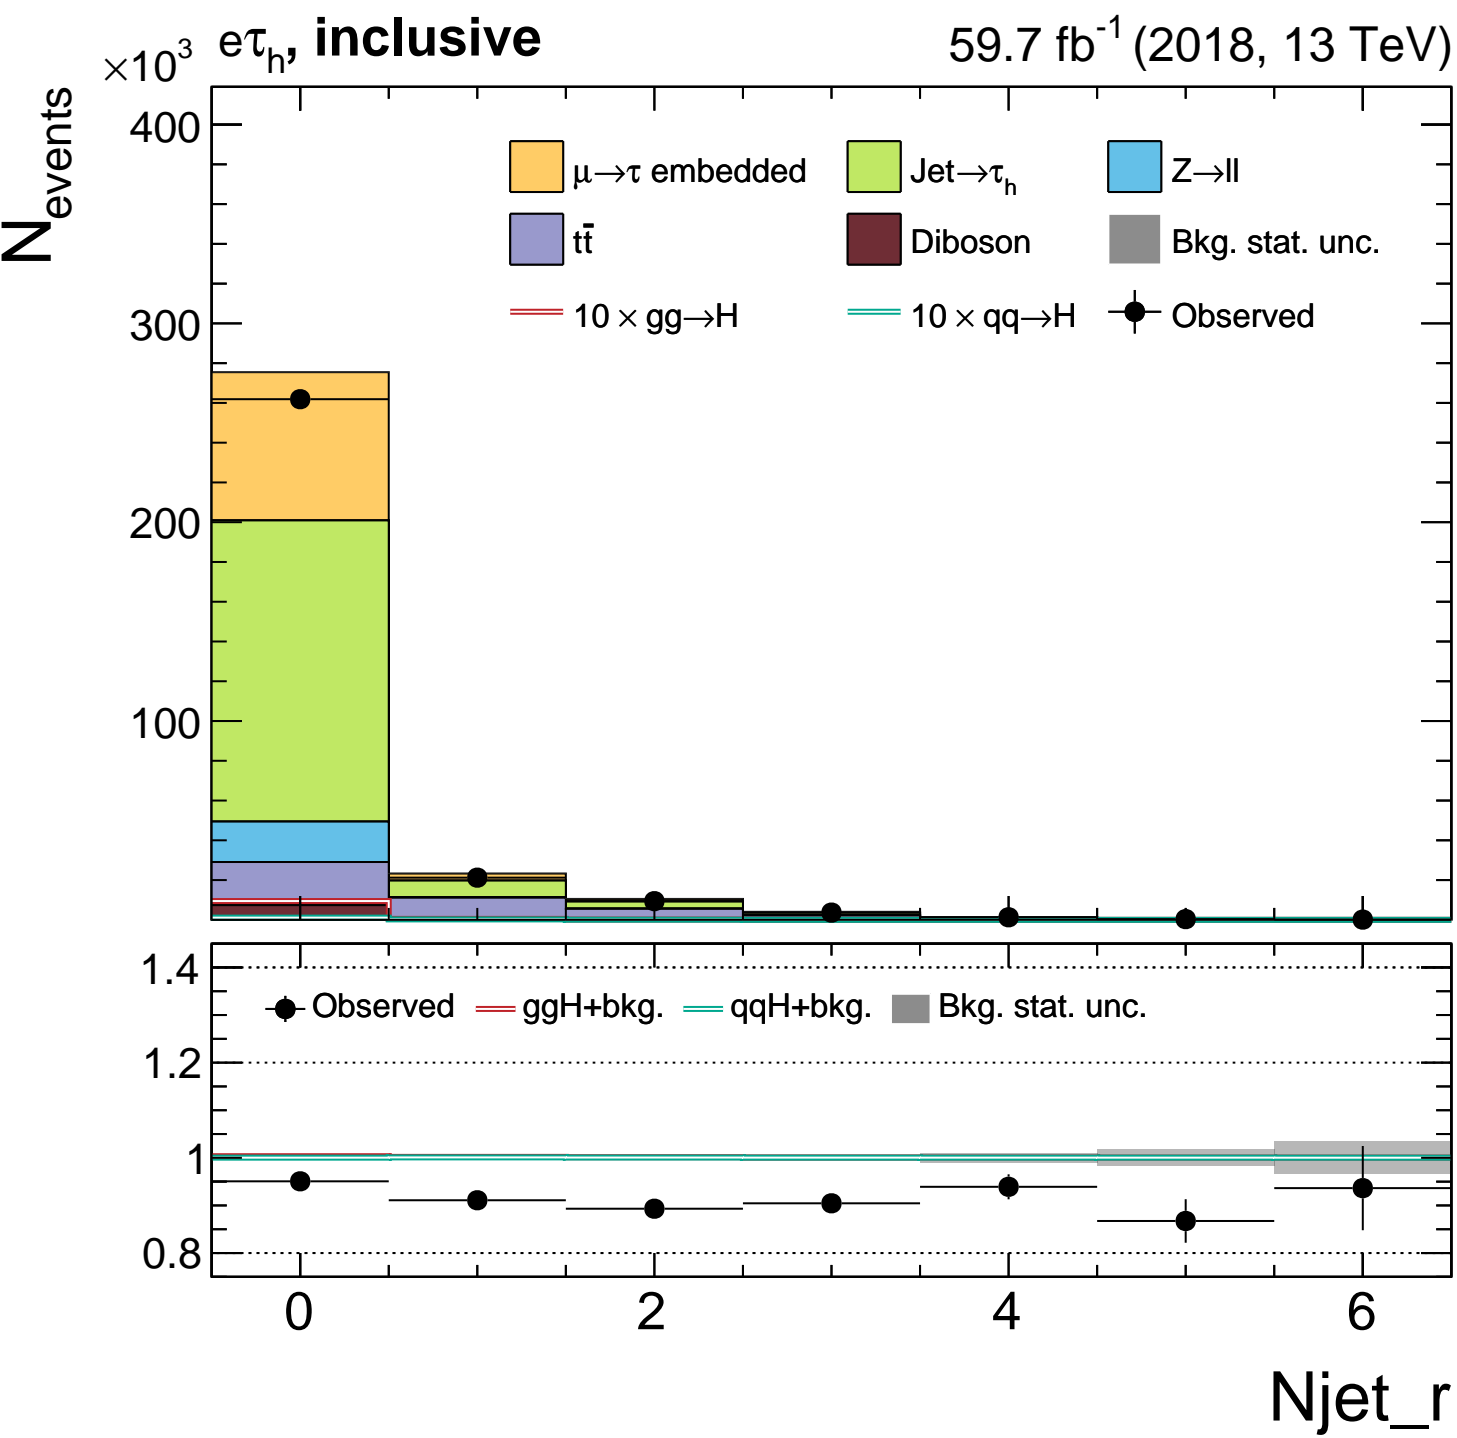 ×10³ eτₕ, inclusive 59.7 fb⁻¹ (2018, 13 TeV)
N_events
400
300
200
100
μ→τ embedded Jet→τₕ Z→ll
tt̄ Diboson Bkg. stat. unc.
10 × gg→H 10 × qq→H Observed
1.4
1.2
1
0.8
Observed ggH+bkg. qqH+bkg. Bkg. stat. unc.
0 2 4 6
Njet_r